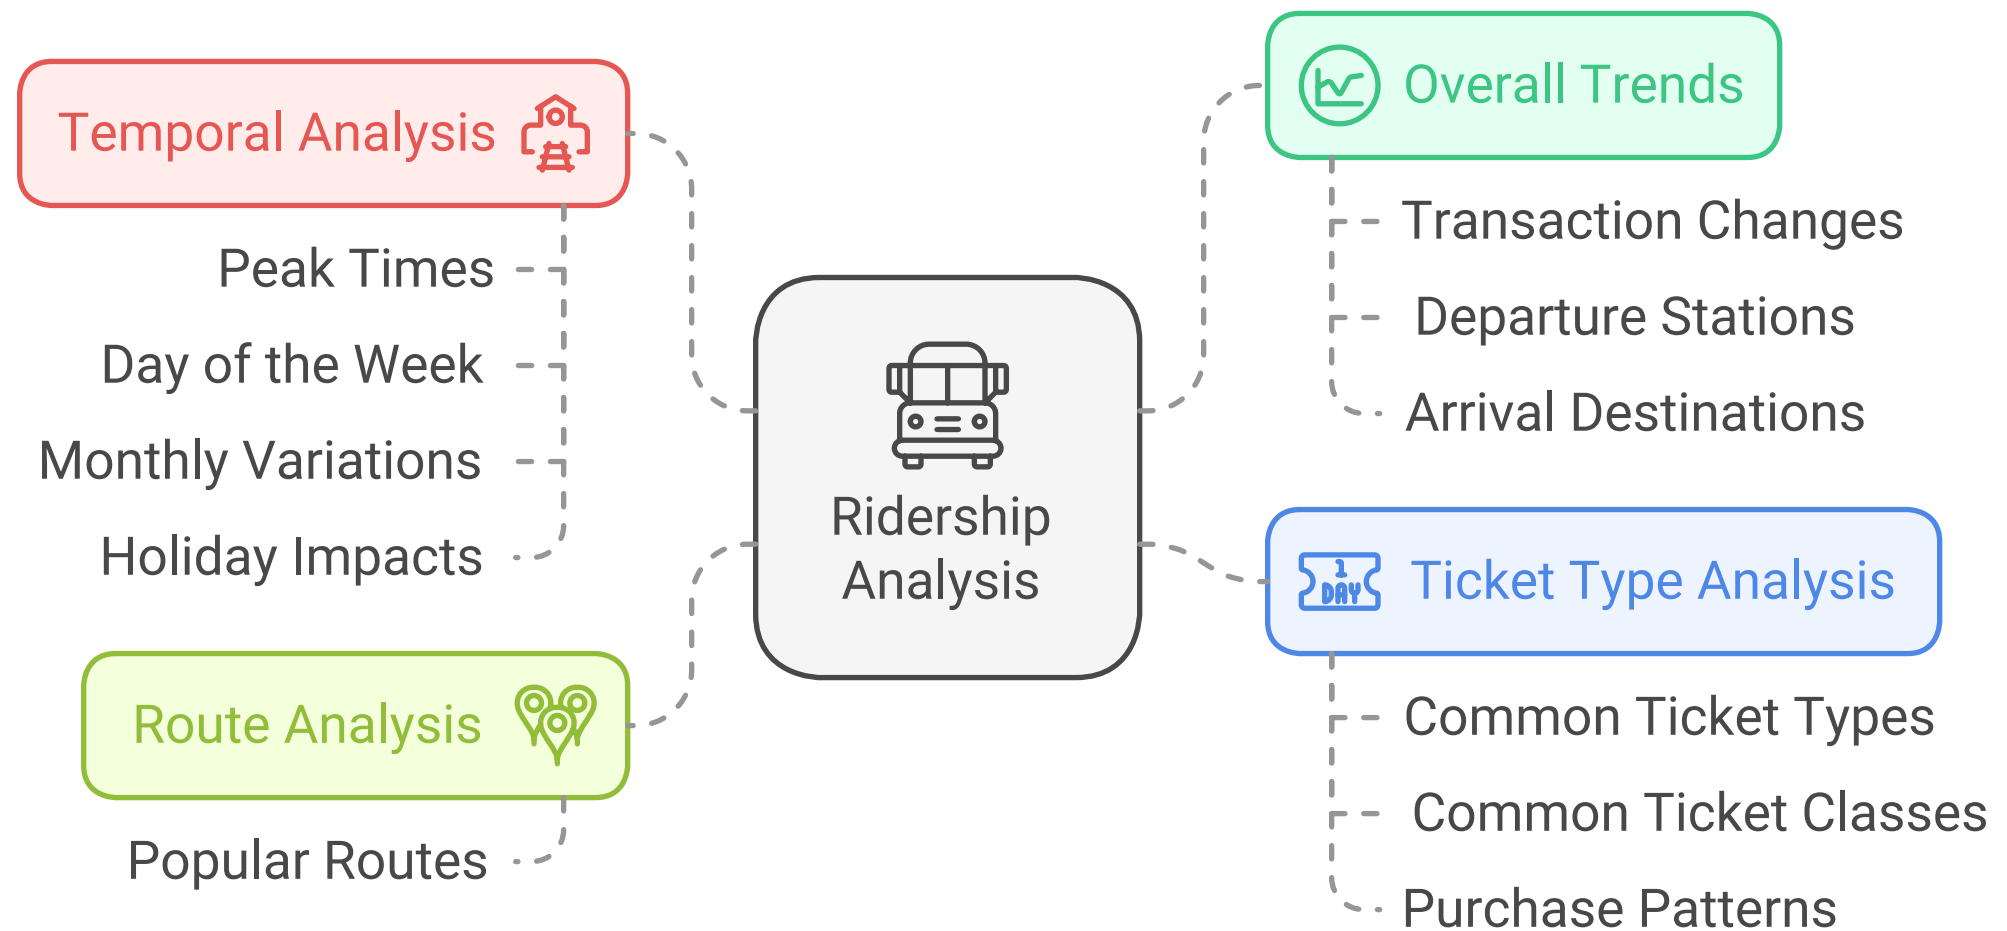 Temporal Analysis
Peak Times
Day of the Week
Monthly Variations
Holiday Impacts
Route Analysis
Popular Routes
Ridership
Analysis
Overall Trends
Transaction Changes
Departure Stations
Arrival Destinations
1
DAY
Ticket Type Analysis
Common Ticket Types
Common Ticket Classes
Purchase Patterns